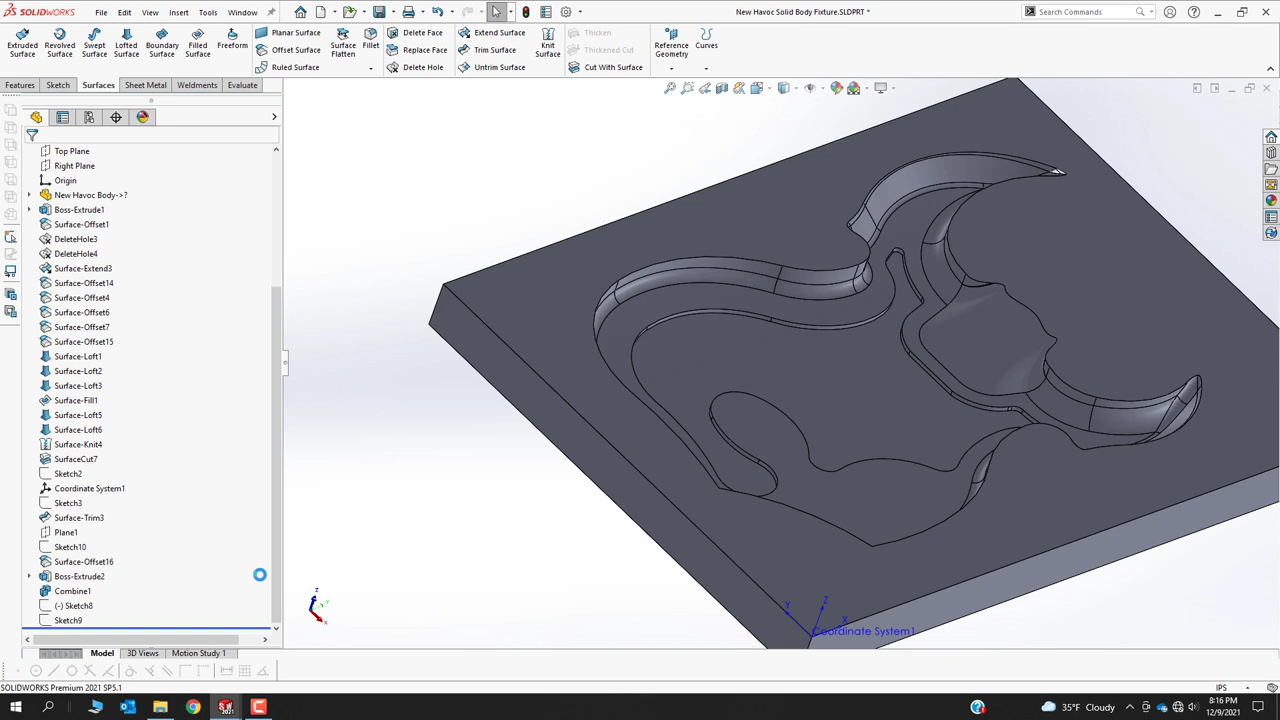 SOLIDWORKS File Edit View Insert Tools Window New Havoc Solid Body Fixture.SLDPRT * Search Commands
Extruded Surface
Revolved Surface
Swept Surface
Lofted Surface
Boundary Surface
Filled Surface
Freeform
Planar Surface
Offset Surface
Ruled Surface
Surface Flatten
Fillet
Delete Face
Replace Face
Delete Hole
Extend Surface
Trim Surface
Untrim Surface
Knit Surface
Thicken
Thickened Cut
Cut With Surface
Reference Geometry
Curves
Features Sketch Surfaces Sheet Metal Weldments Evaluate
Top Plane
Right Plane
Origin
New Havoc Body->?
Boss-Extrude1
Surface-Offset1
DeleteHole3
DeleteHole4
Surface-Extend3
Surface-Offset14
Surface-Offset4
Surface-Offset6
Surface-Offset7
Surface-Offset15
Surface-Loft1
Surface-Loft2
Surface-Loft3
Surface-Fill1
Surface-Loft5
Surface-Loft6
Surface-Knit4
SurfaceCut7
Sketch2
Coordinate System1
Sketch3
Surface-Trim3
Plane1
Sketch10
Surface-Offset16
Boss-Extrude2
Combine1
(-) Sketch8
Sketch9
Z
Y
X
Z
Y
X
Coordinate System1
Model 3D Views Motion Study 1
SOLIDWORKS Premium 2021 SP5.1 IPS
35°F Cloudy 8:16 PM
12/9/2021